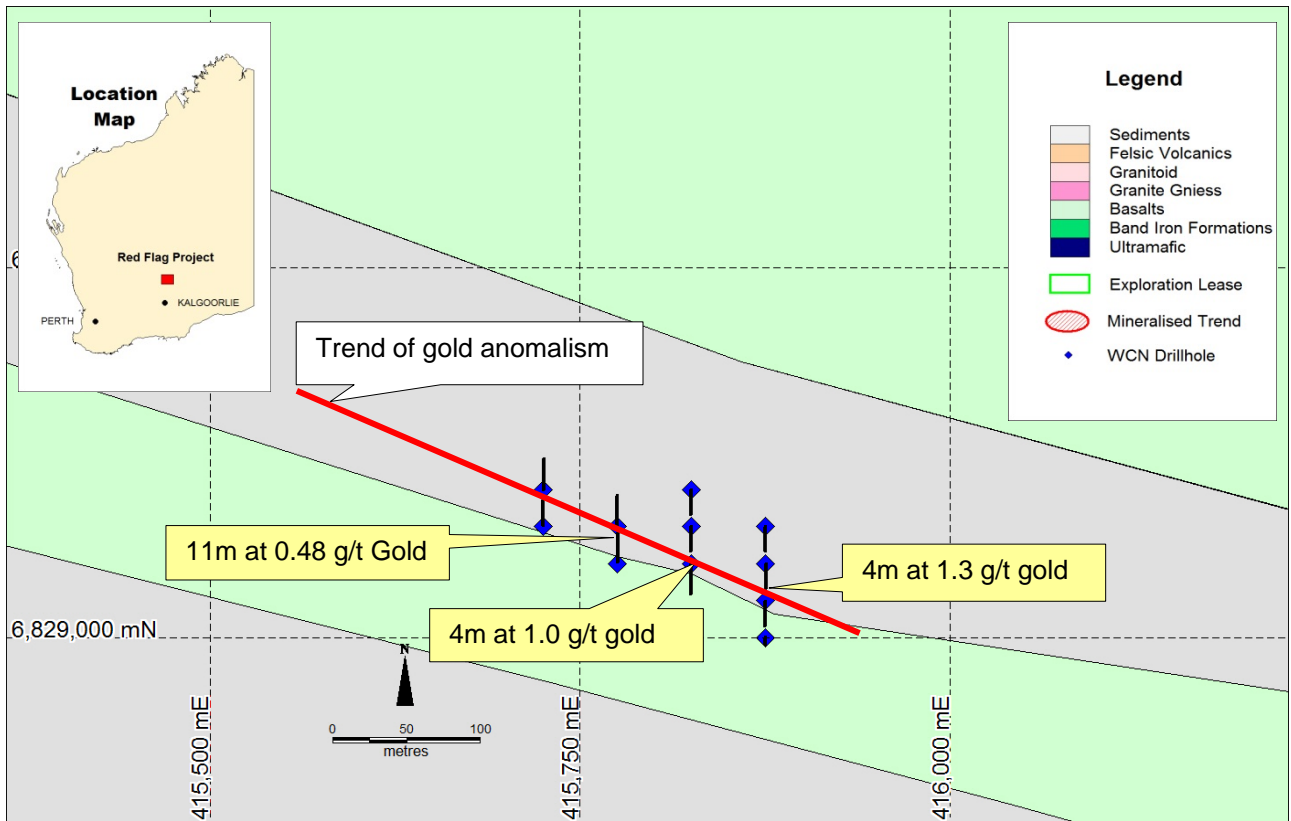 Location
Map
Red Flag Project
KALGOORLIE
PERTH
Legend
Sediments
Felsic Volcanics
Granitoid
Granite Gniess
Basalts
Band Iron Formations
Ultramafic
Exploration Lease
Mineralised Trend
WCN Drillhole
Trend of gold anomalism
11m at 0.48 g/t Gold
4m at 1.3 g/t gold
4m at 1.0 g/t gold
6,829,000 mN
N
0 50 100
metres
415,500 mE
415,750 mE
416,000 mE